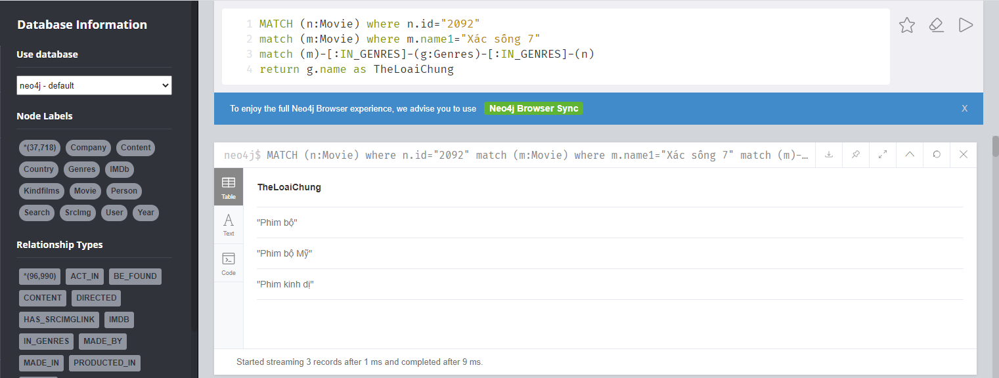 Database Information
Use database
neo4j - default
Node Labels
*(37,718) Company Content
Country Genres IMDb
Kindfilms Movie Person
Search SrcImg User Year
Relationship Types
*(96,990) ACT_IN BE_FOUND
CONTENT DIRECTED
HAS_SRCIMGLINK IMDB
IN_GENRES MADE_BY
MADE_IN PRODUCTED_IN
1 MATCH (n:Movie) where n.id="2092"
2 match (m:Movie) where m.name1="Xác sông 7"
3 match (m)-[:IN_GENRES]-(g:Genres)-[:IN_GENRES]-(n)
4 return g.name as TheLoaiChung
To enjoy the full Neo4j Browser experience, we advise you to use Neo4j Browser Sync X
neo4j$ MATCH (n:Movie) where n.id="2092" match (m:Movie) where m.name1="Xác sông 7" match (m)-…
Table
Text
Code
TheLoaiChung
"Phim bộ"
"Phim bộ Mỹ"
"Phim kinh dị"
Started streaming 3 records after 1 ms and completed after 9 ms.